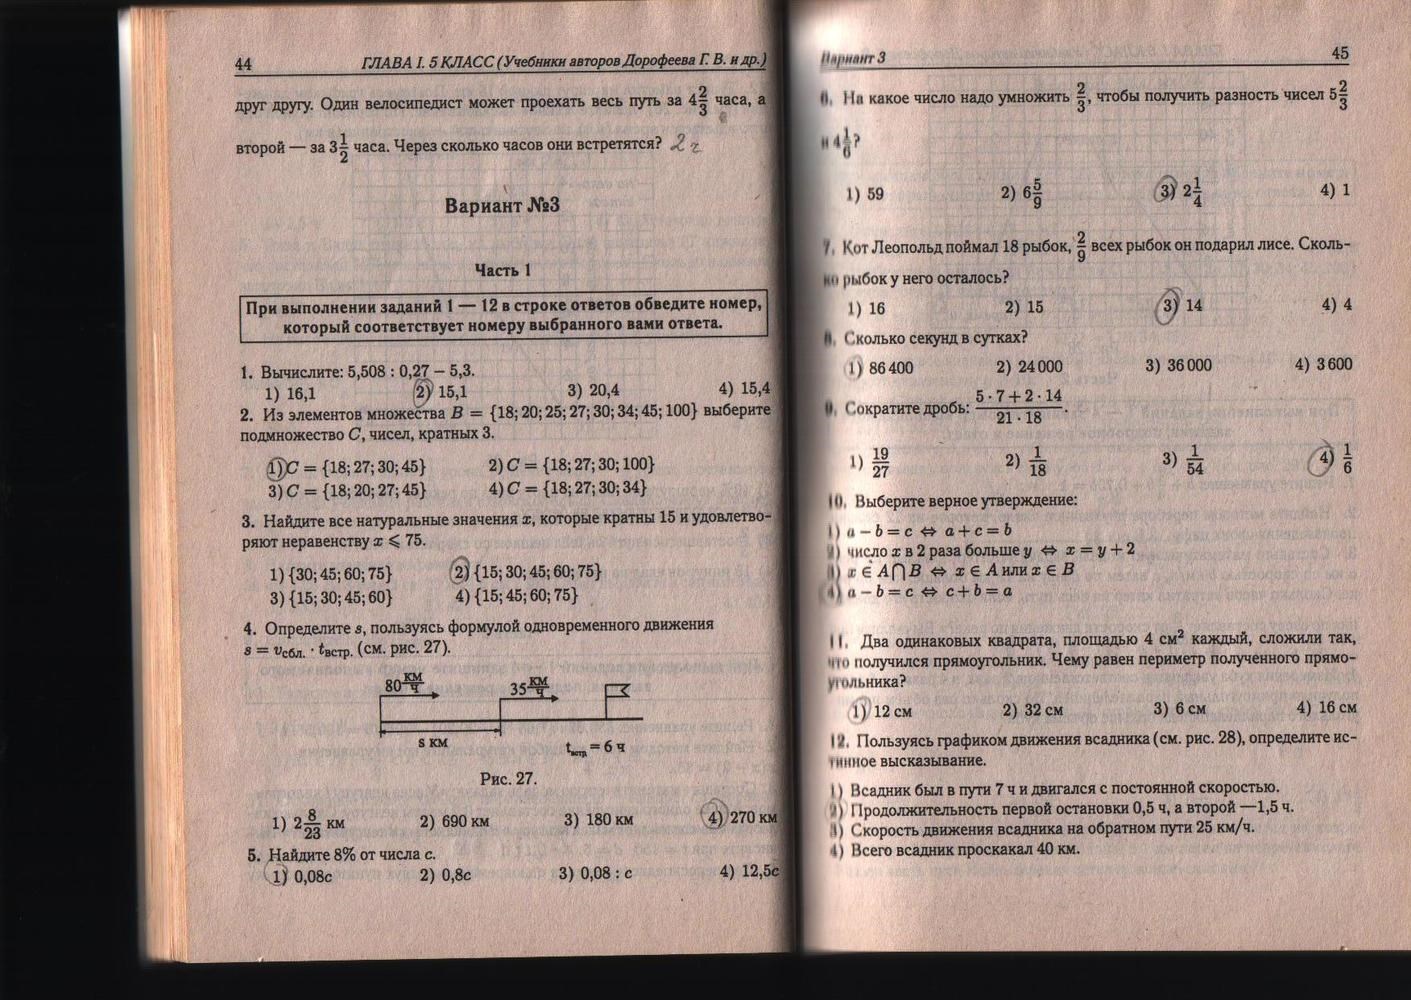 44 ГЛАВА I. 5 КЛАСС (Учебники авторов Дорофеева Г. В. и др.)
друг другу. Один велосипедист может проехать весь путь за 4 2/3 часа, а
второй — за 3 1/2 часа. Через сколько часов они встретятся? 2 ч
Вариант №3
Часть 1
При выполнении заданий 1 — 12 в строке ответов обведите номер,
который соответствует номеру выбранного вами ответа.
1. Вычислите: 5,508 : 0,27 − 5,3.
1) 16,1 2) 15,1 3) 20,4 4) 15,4
2. Из элементов множества B = {18; 20; 25; 27; 30; 34; 45; 100} выберите
подмножество C, чисел, кратных 3.
1) C = {18; 27; 30; 45} 2) C = {18; 27; 30; 100}
3) C = {18; 20; 27; 45} 4) C = {18; 27; 30; 34}
3. Найдите все натуральные значения x, которые кратны 15 и удовлетво-
ряют неравенству x ⩽ 75.
1) {30; 45; 60; 75} 2) {15; 30; 45; 60; 75}
3) {15; 30; 45; 60} 4) {15; 45; 60; 75}
4. Определите s, пользуясь формулой одновременного движения
s = vсбл. · tвстр. (см. рис. 27).
80 км/ч 35 км/ч
s км tвстр = 6 ч
Рис. 27.
1) 2 8/23 км 2) 690 км 3) 180 км 4) 270 км
5. Найдите 8% от числа c.
1) 0,08c 2) 0,8c 3) 0,08 : c 4) 12,5c
Вариант 3 45
6. На какое число надо умножить 2/3, чтобы получить разность чисел 5 2/3
и 4 1/6?
1) 59 2) 6 5/9 3) 2 1/4 4) 1
7. Кот Леопольд поймал 18 рыбок, 2/9 всех рыбок он подарил лисе. Сколь-
ко рыбок у него осталось?
1) 16 2) 15 3) 14 4) 4
8. Сколько секунд в сутках?
1) 86 400 2) 24 000 3) 36 000 4) 3 600
9. Сократите дробь: (5 · 7 + 2 · 14)/(21 · 18).
1) 19/27 2) 1/18 3) 1/54 4) 1/6
10. Выберите верное утверждение:
1) a − b = c ⇔ a + c = b
2) число x в 2 раза больше y ⇔ x = y + 2
3) x ∈ A⋂B ⇔ x ∈ A или x ∈ B
4) a − b = c ⇔ c + b = a
11. Два одинаковых квадрата, площадью 4 см² каждый, сложили так,
что получился прямоугольник. Чему равен периметр полученного прямо-
угольника?
1) 12 см 2) 32 см 3) 6 см 4) 16 см
12. Пользуясь графиком движения всадника (см. рис. 28), определите ис-
тинное высказывание.
1) Всадник был в пути 7 ч и двигался с постоянной скоростью.
2) Продолжительность первой остановки 0,5 ч, а второй —1,5 ч.
3) Скорость движения всадника на обратном пути 25 км/ч.
4) Всего всадник проскакал 40 км.